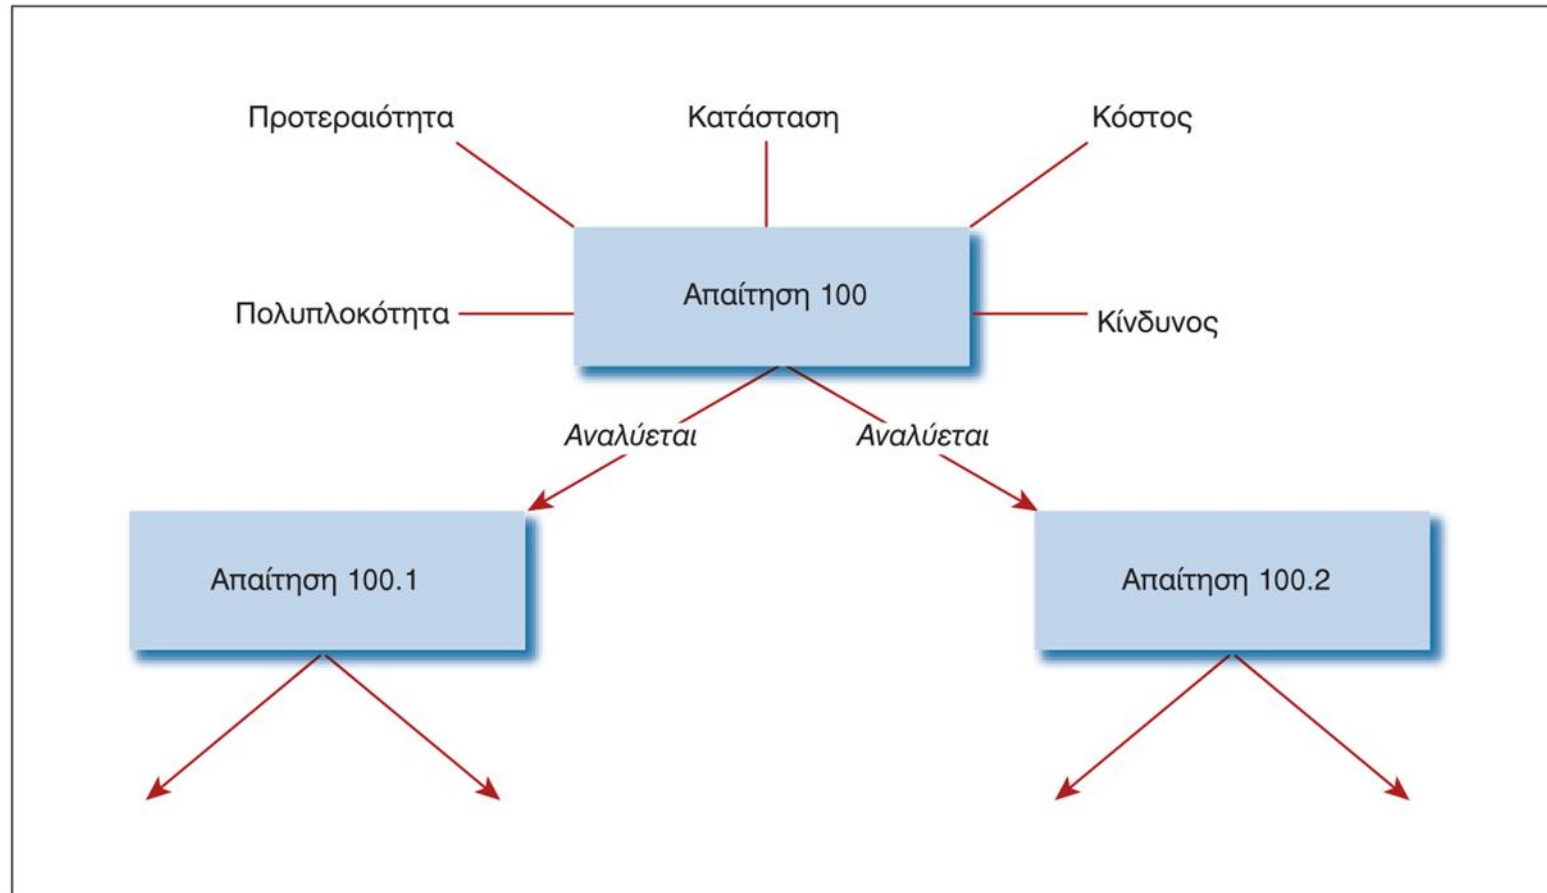 Προτεραιότητα
Κατάσταση
Κόστος
Πολυπλοκότητα
Απαίτηση 100
Κίνδυνος
Αναλύεται
Αναλύεται
Απαίτηση 100.1
Απαίτηση 100.2